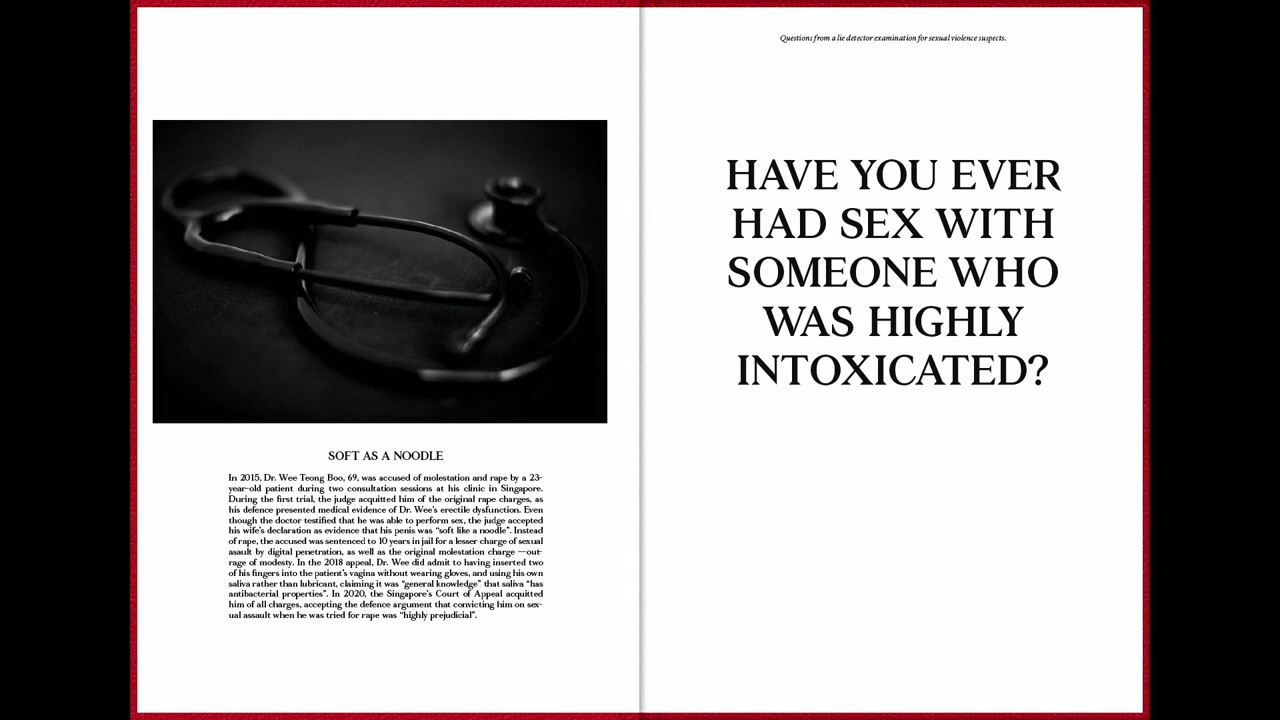 SOFT AS A NOODLE
In 2015, Dr. Wee Teong Boo, 69, was accused of molestation and rape by a 23-
year-old patient during two consultation sessions at his clinic in Singapore.
During the first trial, the judge acquitted him of the original rape charges, as
his defence presented medical evidence of Dr. Wee's erectile dysfunction. Even
though the doctor testified that he was able to perform sex, the judge accepted
his wife's declaration as evidence that his penis was "soft like a noodle". Instead
of rape, the accused was sentenced to 10 years in jail for a lesser charge of sexual
asault by digital penetration, as well as the original molestation charge —out-
rage of modesty. In the 2018 appeal, Dr. Wee did admit to having inserted two
of his fingers into the patient's vagina without wearing gloves, and using his own
saliva rather than lubricant, claiming it was "general knowledge" that saliva "has
antibacterial properties". In 2020, the Singapore's Court of Appeal acquitted
him of all charges, accepting the defence argument that convicting him on sex-
ual assault when he was tried for rape was "highly prejudicial".
Questions from a lie detector examination for sexual violence suspects.
HAVE YOU EVER
HAD SEX WITH
SOMEONE WHO
WAS HIGHLY
INTOXICATED?